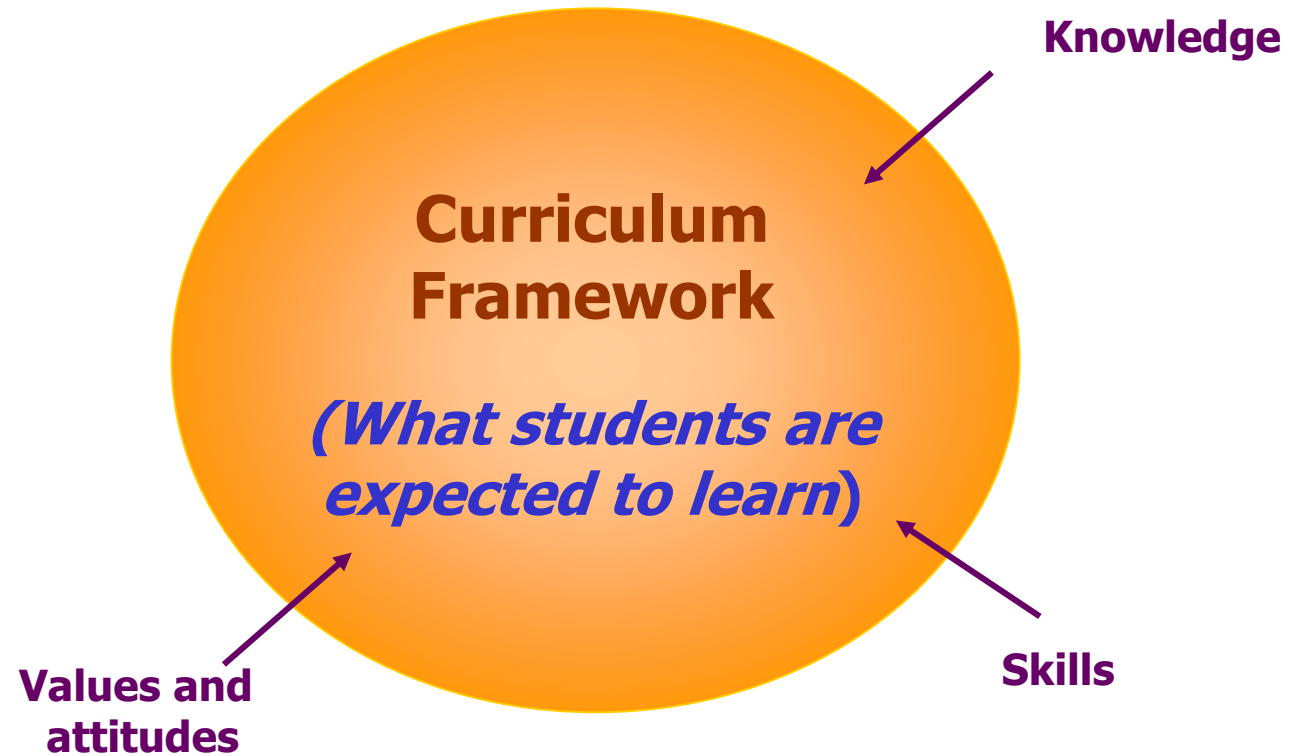 Knowledge
Curriculum
Framework
(What students are
expected to learn)
Skills
Values and
attitudes